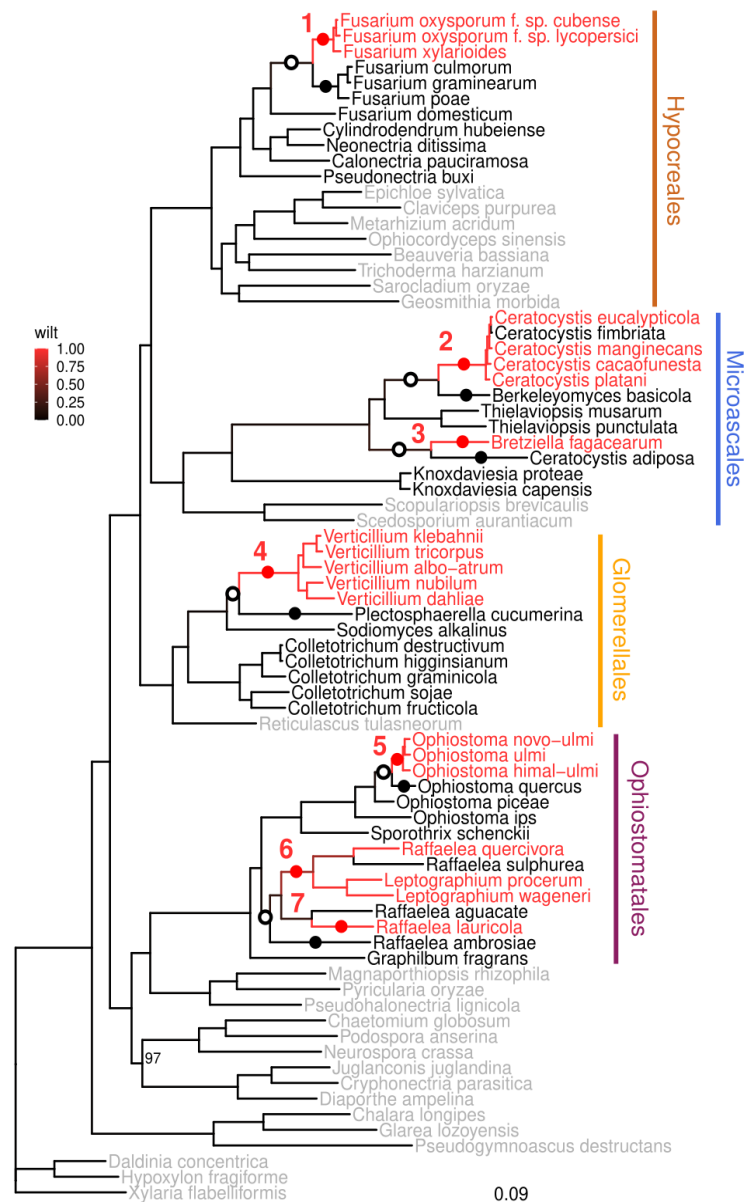 1
Fusarium oxysporum f. sp. cubense
Fusarium oxysporum f. sp. lycopersici
Fusarium xylarioides
Fusarium culmorum
Fusarium graminearum
Fusarium poae
Fusarium domesticum
Cylindrodendrum hubeiense
Neonectria ditissima
Calonectria pauciramosa
Pseudonectria buxi
Epichloe sylvatica
Claviceps purpurea
Metarhizium acridum
Ophiocordyceps sinensis
Beauveria bassiana
Trichoderma harzianum
Sarocladium oryzae
Geosmithia morbida
Hypocreales
wilt
1.00
0.75
0.50
0.25
0.00
2
Ceratocystis eucalypticola
Ceratocystis fimbriata
Ceratocystis manginecans
Ceratocystis cacaofunesta
Ceratocystis platani
Berkeleyomyces basicola
Thielaviopsis musarum
Thielaviopsis punctulata
3
Bretziella fagacearum
Ceratocystis adiposa
Knoxdaviesia proteae
Knoxdaviesia capensis
Scopulariopsis brevicaulis
Scedosporium aurantiacum
Microascales
4
Verticillium klebahnii
Verticillium tricorpus
Verticillium albo−atrum
Verticillium nubilum
Verticillium dahliae
Plectosphaerella cucumerina
Sodiomyces alkalinus
Colletotrichum destructivum
Colletotrichum higginsianum
Colletotrichum graminicola
Colletotrichum sojae
Colletotrichum fructicola
Reticulascus tulasneorum
Glomerellales
5
Ophiostoma novo−ulmi
Ophiostoma ulmi
Ophiostoma himal−ulmi
Ophiostoma quercus
Ophiostoma piceae
Ophiostoma ips
Sporothrix schenckii
6
Raffaelea quercivora
Raffaelea sulphurea
Leptographium procerum
Leptographium wageneri
7
Raffaelea aguacate
Raffaelea lauricola
Raffaelea ambrosiae
Graphilbum fragrans
Ophiostomatales
Magnaporthiopsis rhizophila
Pyricularia oryzae
Pseudohalonectria lignicola
Chaetomium globosum
Podospora anserina
Neurospora crassa
97
Juglanconis juglandina
Cryphonectria parasitica
Diaporthe ampelina
Chalara longipes
Glarea lozoyensis
Pseudogymnoascus destructans
Daldinia concentrica
Hypoxylon fragiforme
Xylaria flabelliformis
0.09